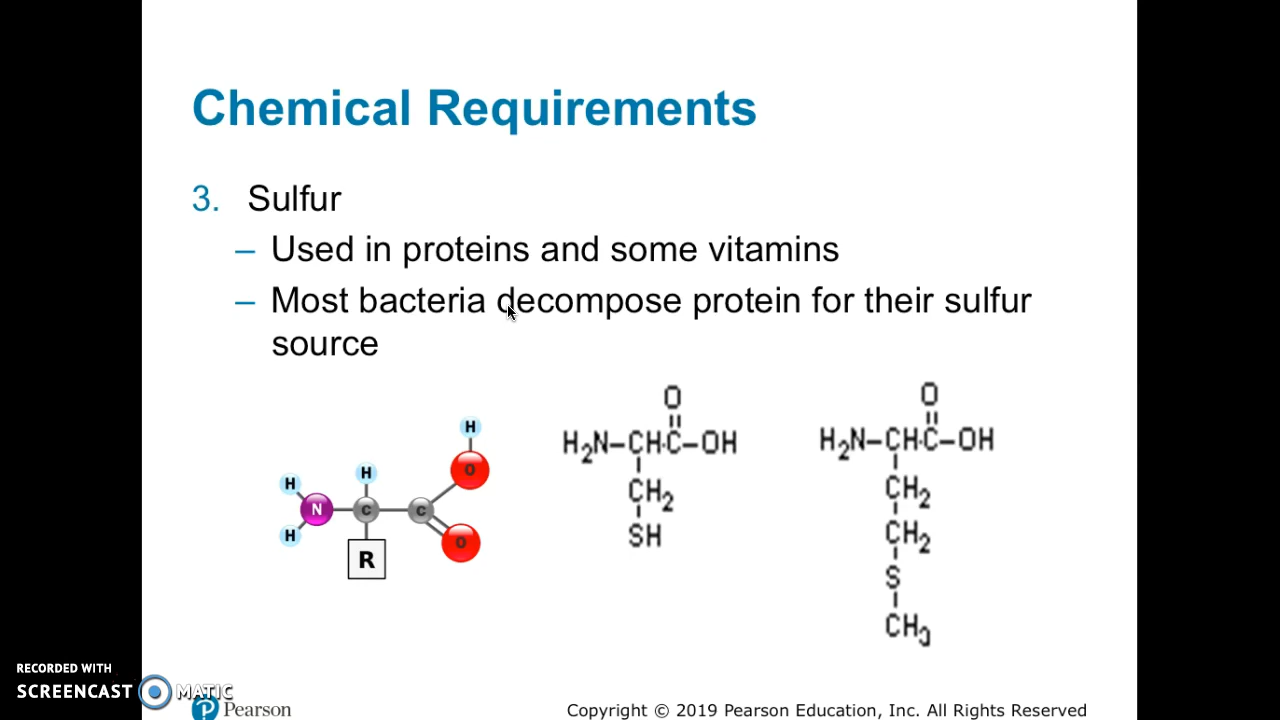 Chemical Requirements
3. Sulfur
– Used in proteins and some vitamins
– Most bacteria decompose protein for their sulfur
source
H
O
H
H
N
C
C
H
O
R
O
H₂N–CH·C–OH
CH₂
SH
O
H₂N–CH·C–OH
CH₂
CH₂
S
CH₃
RECORDED WITH
SCREENCAST MATIC
Pearson
Copyright © 2019 Pearson Education, Inc. All Rights Reserved